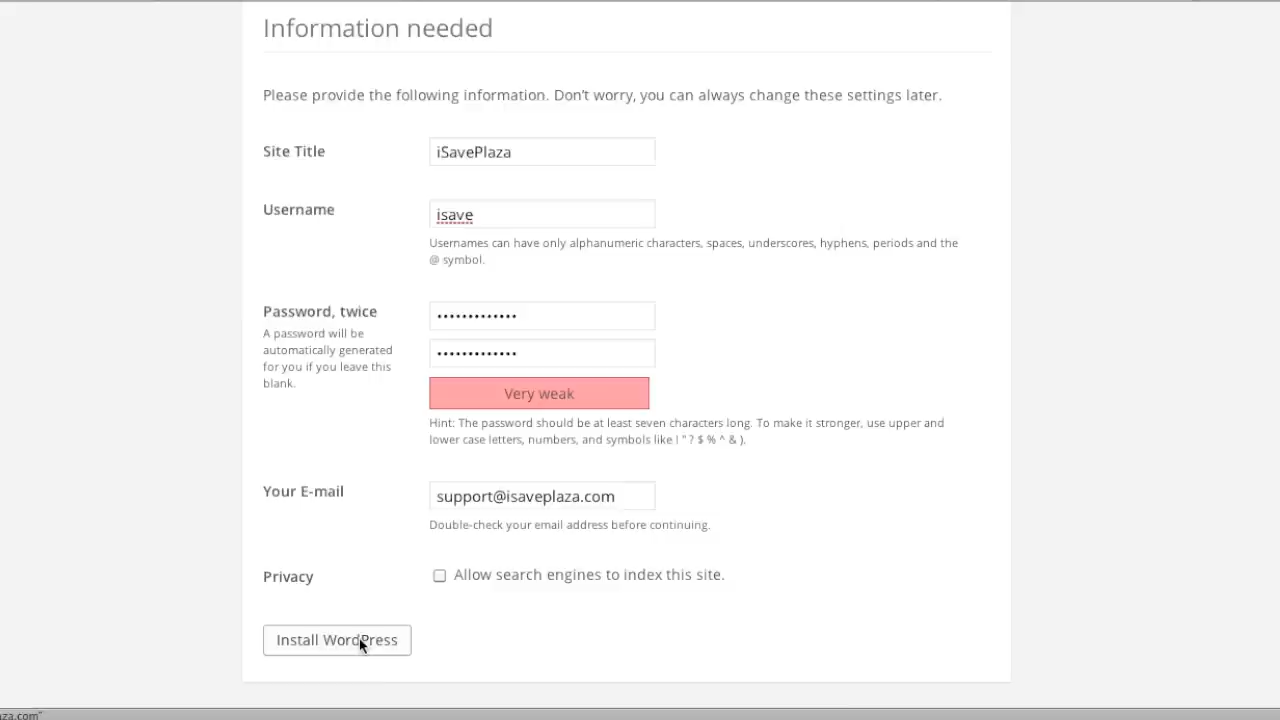 Information needed
Please provide the following information. Don’t worry, you can always change these settings later.
Site Title
iSavePlaza
Username
isave
Usernames can have only alphanumeric characters, spaces, underscores, hyphens, periods and the
@ symbol.
Password, twice
A password will be
automatically generated
for you if you leave this
blank.
•••••••••••••
•••••••••••••
Very weak
Hint: The password should be at least seven characters long. To make it stronger, use upper and
lower case letters, numbers, and symbols like ! " ? $ % ^ & ).
Your E-mail
support@isaveplaza.com
Double-check your email address before continuing.
Privacy
Allow search engines to index this site.
Install WordPress
za.com"